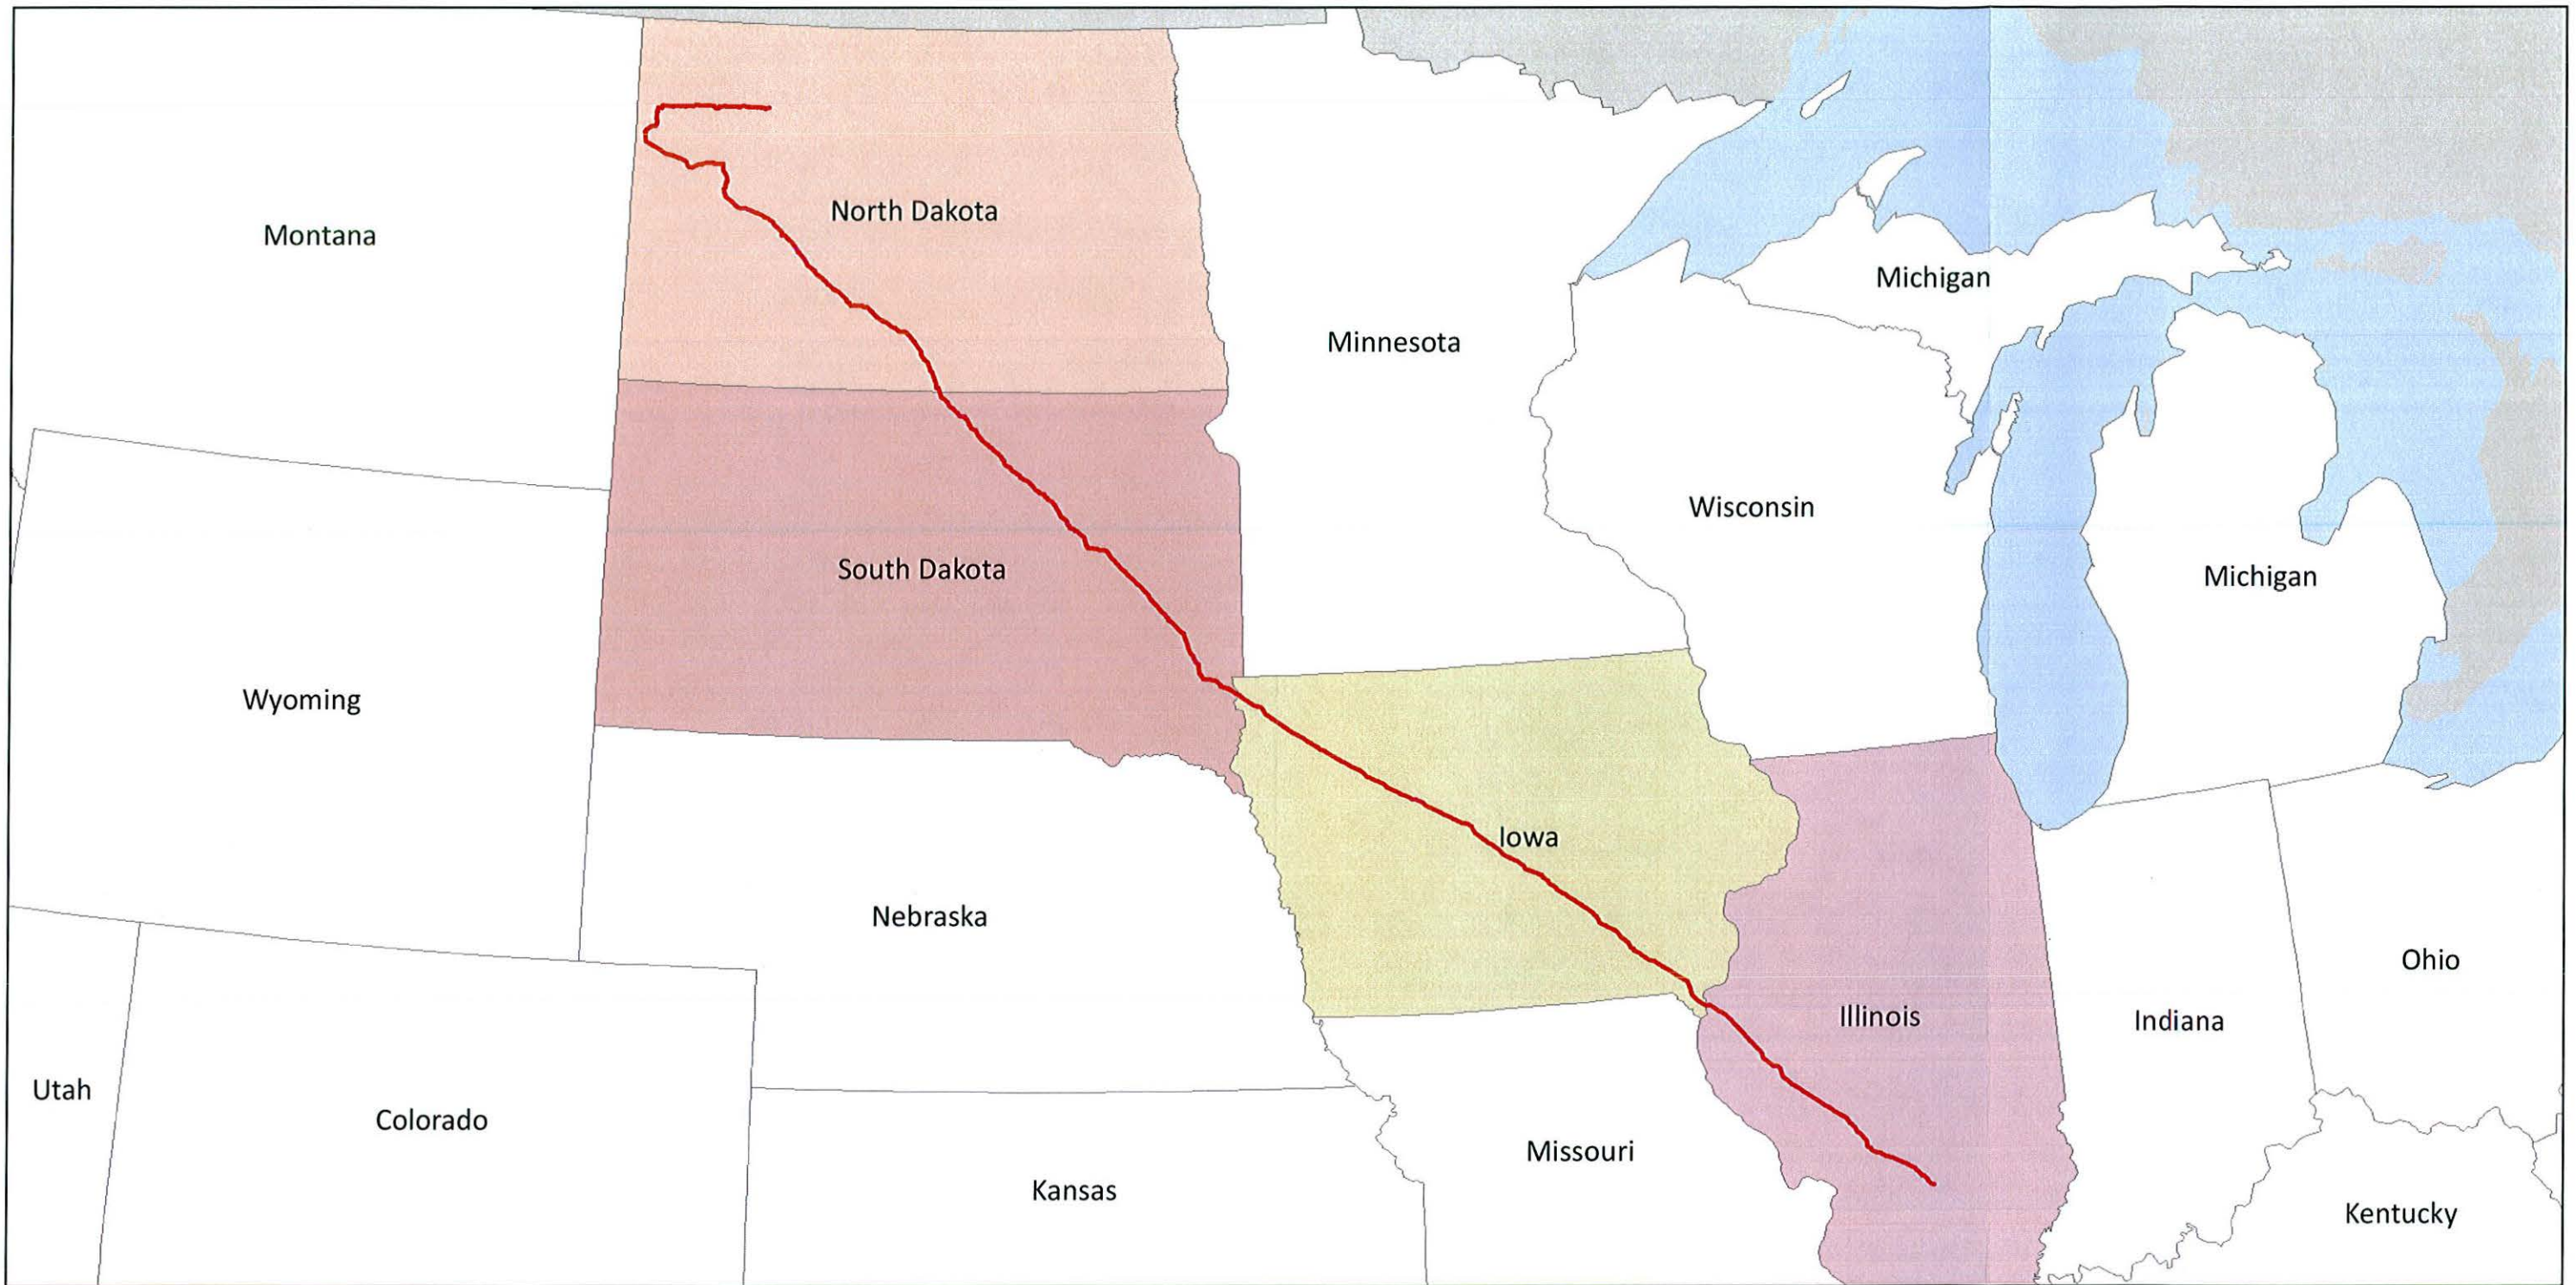 North Dakota
Montana
Michigan
Minnesota
Wisconsin
South Dakota
Michigan
Wyoming
Iowa
Nebraska
Ohio
Illinois
Indiana
Utah
Colorado
Missouri
Kansas
Kentucky